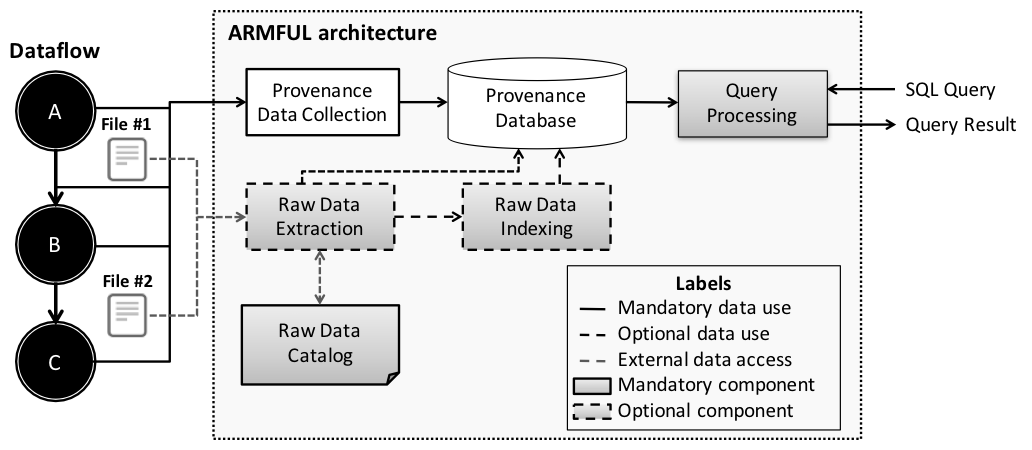 ARMFUL architecture
Dataflow
A
File #1
B
File #2
C
Provenance
Data Collection
Provenance
Database
Query
Processing
SQL Query
Query Result
Raw Data
Extraction
Raw Data
Indexing
Raw Data
Catalog
Labels
Mandatory data use
Optional data use
External data access
Mandatory component
Optional component